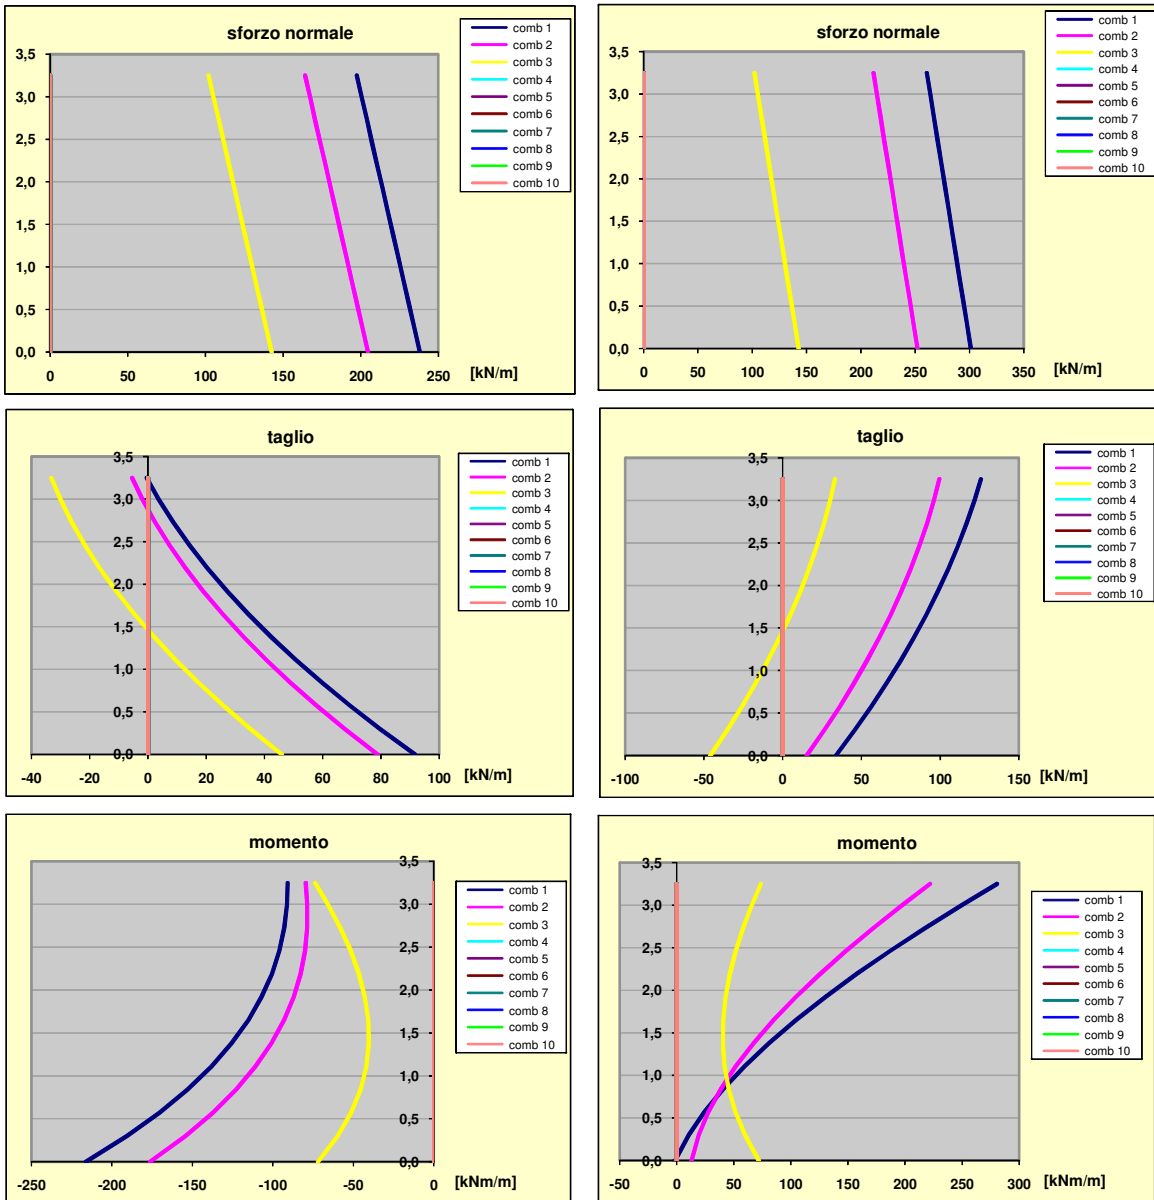 sforzo normale
comb 1
comb 2
comb 3
comb 4
comb 5
comb 6
comb 7
comb 8
comb 9
comb 10
3,5
3,0
2,5
2,0
1,5
1,0
0,5
0,0
0 50 100 150 200 250 [kN/m]
sforzo normale
comb 1
comb 2
comb 3
comb 4
comb 5
comb 6
comb 7
comb 8
comb 9
comb 10
3,5
3,0
2,5
2,0
1,5
1,0
0,5
0,0
0 50 100 150 200 250 300 350 [kN/m]
taglio
comb 1
comb 2
comb 3
comb 4
comb 5
comb 6
comb 7
comb 8
comb 9
comb 10
3,5
3,0
2,5
2,0
1,5
1,0
0,5
0,0
-40 -20 0 20 40 60 80 100 [kN/m]
taglio
comb 1
comb 2
comb 3
comb 4
comb 5
comb 6
comb 7
comb 8
comb 9
comb 10
3,5
3,0
2,5
2,0
1,5
1,0
0,5
0,0
-100 -50 0 50 100 150 [kN/m]
momento
comb 1
comb 2
comb 3
comb 4
comb 5
comb 6
comb 7
comb 8
comb 9
comb 10
3,5
3,0
2,5
2,0
1,5
1,0
0,5
0,0
-250 -200 -150 -100 -50 0 [kNm/m]
momento
comb 1
comb 2
comb 3
comb 4
comb 5
comb 6
comb 7
comb 8
comb 9
comb 10
3,5
3,0
2,5
2,0
1,5
1,0
0,5
0,0
-50 0 50 100 150 200 250 300 [kNm/m]